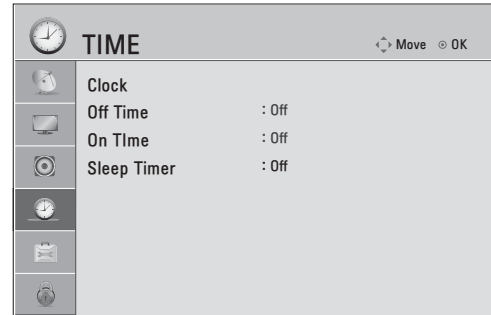 TIME Move OK
Clock
Off Time : Off
On TIme : Off
Sleep Timer : Off